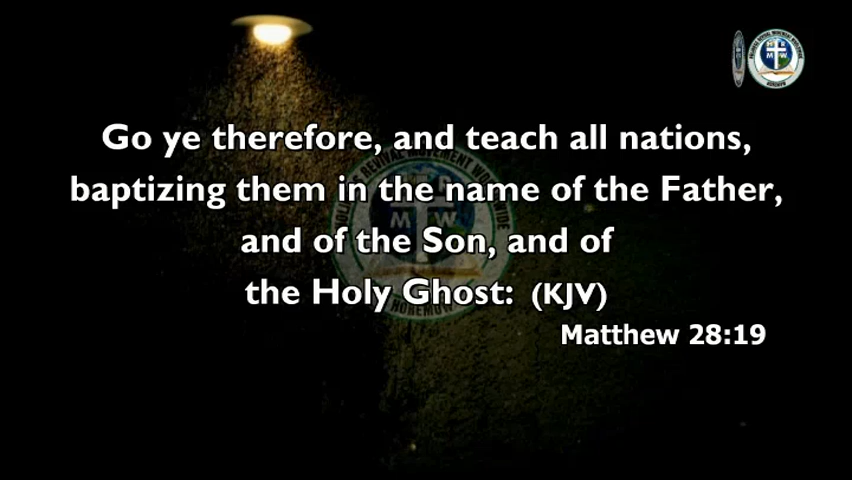 Go ye therefore, and teach all nations,
baptizing them in the name of the Father,
and of the Son, and of
the Holy Ghost: (KJV)
Matthew 28:19
HOREMOW